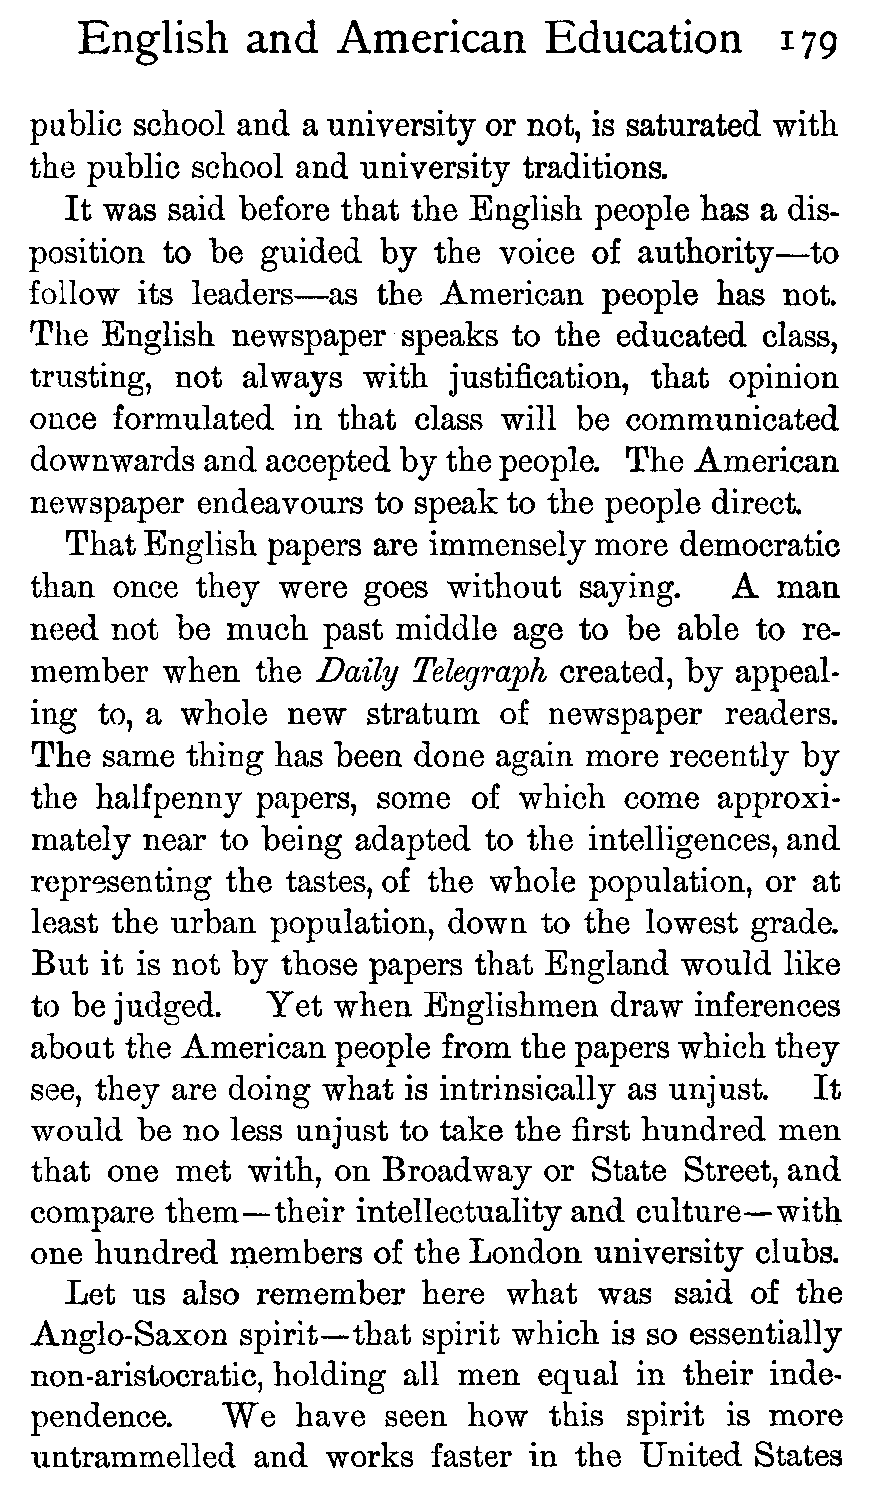 English and American Education 179
public school and a university or not, is saturated with
the public school and university traditions.
It was said before that the English people has a dis-
position to be guided by the voice of authority—to
follow its leaders—as the American people has not.
The English newspaper speaks to the educated class,
trusting, not always with justification, that opinion
once formulated in that class will be communicated
downwards and accepted by the people. The American
newspaper endeavours to speak to the people direct.
That English papers are immensely more democratic
than once they were goes without saying. A man
need not be much past middle age to be able to re-
member when the Daily Telegraph created, by appeal-
ing to, a whole new stratum of newspaper readers.
The same thing has been done again more recently by
the halfpenny papers, some of which come approxi-
mately near to being adapted to the intelligences, and
representing the tastes, of the whole population, or at
least the urban population, down to the lowest grade.
But it is not by those papers that England would like
to be judged. Yet when Englishmen draw inferences
about the American people from the papers which they
see, they are doing what is intrinsically as unjust. It
would be no less unjust to take the first hundred men
that one met with, on Broadway or State Street, and
compare them—their intellectuality and culture—with
one hundred members of the London university clubs.
Let us also remember here what was said of the
Anglo-Saxon spirit—that spirit which is so essentially
non-aristocratic, holding all men equal in their inde-
pendence. We have seen how this spirit is more
untrammelled and works faster in the United States